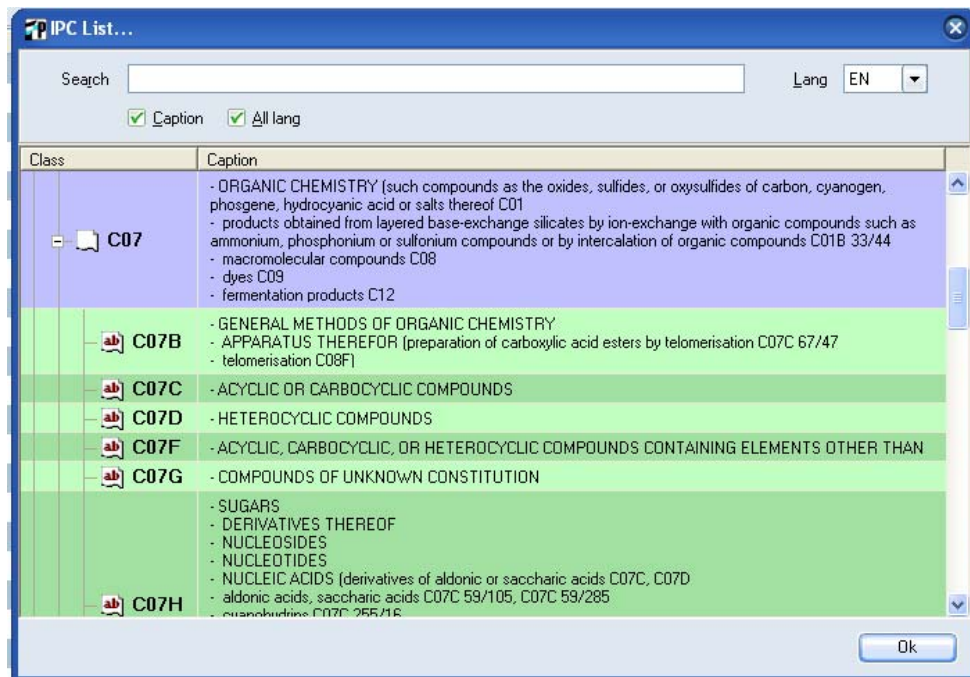 IPC List...
Search
Lang EN
Caption All lang
Class Caption
- ORGANIC CHEMISTRY (such compounds as the oxides, sulfides, or oxysulfides of carbon, cyanogen,
phosgene, hydrocyanic acid or salts thereof C01
- products obtained from layered base-exchange silicates by ion-exchange with organic compounds such as
C07
ammonium, phosphonium or sulfonium compounds or by intercalation of organic compounds C01B 33/44
- macromolecular compounds C08
- dyes C09
- fermentation products C12
- GENERAL METHODS OF ORGANIC CHEMISTRY
C07B - APPARATUS THEREFOR (preparation of carboxylic acid esters by telomerisation C07C 67/47
- telomerisation C08F)
C07C - ACYCLIC OR CARBOCYCLIC COMPOUNDS
C07D - HETEROCYCLIC COMPOUNDS
C07F - ACYCLIC, CARBOCYCLIC, OR HETEROCYCLIC COMPOUNDS CONTAINING ELEMENTS OTHER THAN
C07G - COMPOUNDS OF UNKNOWN CONSTITUTION
- SUGARS
- DERIVATIVES THEREOF
- NUCLEOSIDES
- NUCLEOTIDES
- NUCLEIC ACIDS (derivatives of aldonic or saccharic acids C07C, C07D
- aldonic acids, saccharic acids C07C 59/105, C07C 59/285
C07H
- cyanohydrins C07C 255/16
Ok